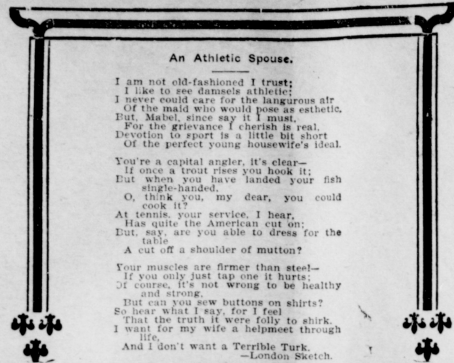 An Athletic Spouse.
I am not old-fashioned I trust;
I like to see damsels athletic;
I never could care for the langurous air
Of the maid who would pose as esthetic.
But, Mabel, since say it I must,
For the grievance I cherish is real,
Devotion to sport is a little bit short
Of the perfect young housewife's ideal.
You're a capital angler, it's clear—
If once a trout rises you hook it;
But when you have landed your fish
single-handed,
O, think you, my dear, you could
cook it?
At tennis, your service, I hear,
Has quite the American cut on;
But, say, are you able to dress for the
table
A cut off a shoulder of mutton?
Your muscles are firmer than steel—
If you only just tap one it hurts;
Of course, it's not wrong to be healthy
and strong,
But can you sew buttons on shirts?
So hear what I say, for I feel
That the truth it were folly to shirk,
I want for my wife a helpmeet through
life,
And I don't want a Terrible Turk.
—London Sketch.